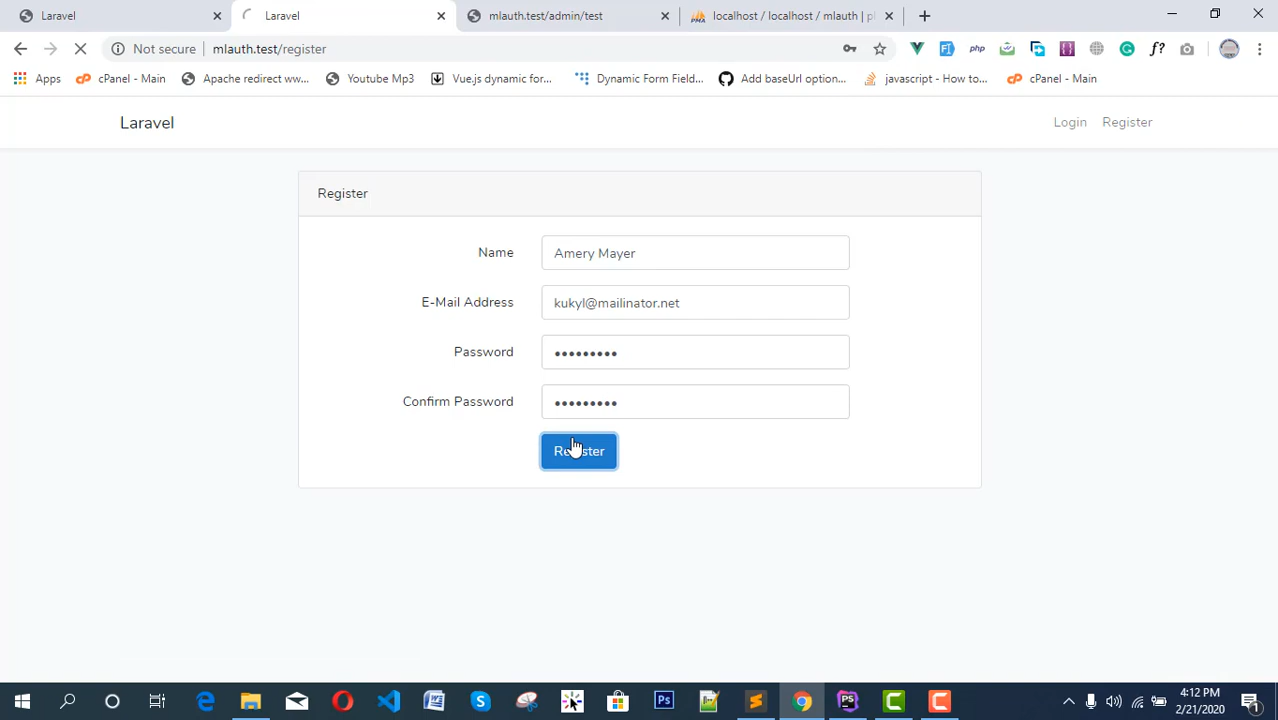 Laravel
Laravel
mlauth.test/admin/test
localhost / localhost / mlauth | p
Not secure
mlauth.test/register
php
f?
Apps
cPanel - Main
Apache redirect ww...
Youtube Mp3
Vue.js dynamic for...
Dynamic Form Field...
Add baseUrl option...
javascript - How to...
cPanel - Main
Laravel
Login
Register
Register
Name
Amery Mayer
E-Mail Address
kukyl@mailinator.net
Password
Confirm Password
Register
4:12 PM
2/21/2020